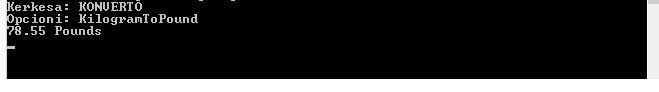 Kerkesa: KONVERTO
Opcioni: KilogramToPound
78.55 Pounds